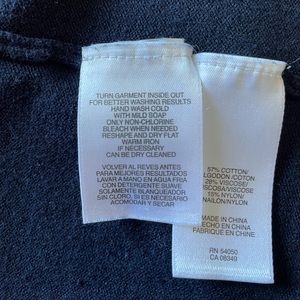 TURN GARMENT INSIDE OUT
FOR BETTER WASHING RESULTS
HAND WASH COLD
WITH MILD SOAP
ONLY NON-CHLORINE
BLEACH WHEN NEEDED
RESHAPE AND DRY FLAT
WARM IRON
IF NECESSARY
CAN BE DRY CLEANED
VOLVER AL REVES ANTES
PARA MEJORES RESULTADOS
LAVAR A MANO EN AGUA FRIA
CON DETERGENTE SUAVE
SOLAMENTE BLANQUEADOR
SIN CLORO, SI ES NECESARIO
ACOMODAR Y SECAR
57% COTTON/
ALGODON/COTON
28% VISCOSE/
VISCOSA/VISCOSE
15% NYLON/
NAILON/NYLON
MADE IN CHINA
HECHO EN CHINA
FABRIQUE EN CHINE
RN 54050
CA 08349